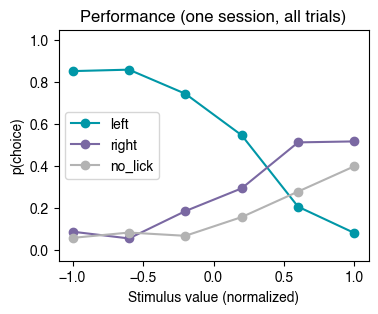 Performance (one session, all trials)
p(choice)
1.0
0.8
0.6
0.4
0.2
0.0
left
right
no_lick
−1.0 −0.5 0.0 0.5 1.0
Stimulus value (normalized)